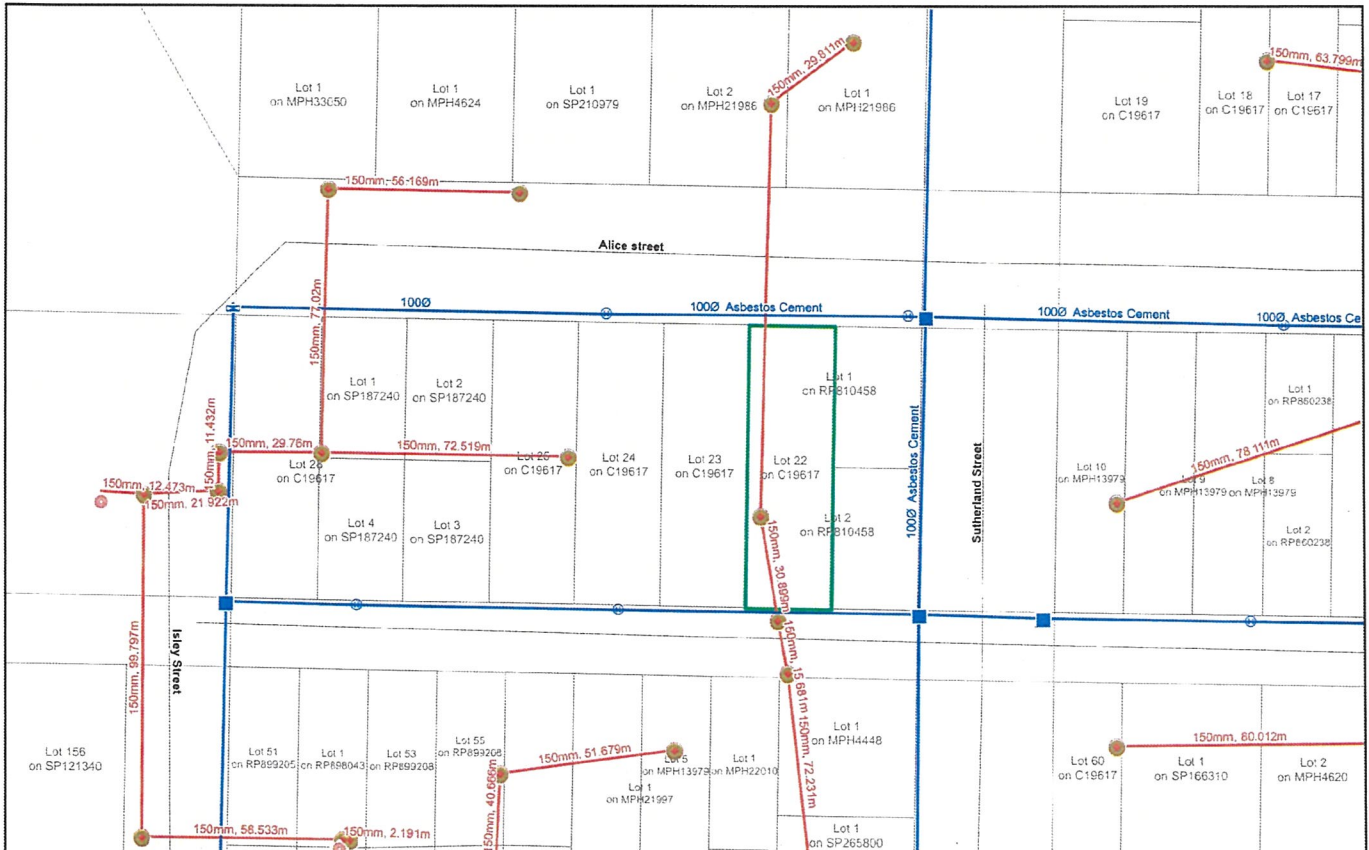 150mm, 29.811m
150mm, 63.799m
Lot 1
on MPH33050
Lot 1
on MPH4624
Lot 1
on SP210979
Lot 2
on MPH21986
Lot 1
on MPH21986
Lot 19
on C19617
Lot 18
on C19617
Lot 17
on C19617
150mm, 56.169m
Alice street
100Ø
100Ø Asbestos Cement
100Ø Asbestos Cement
100Ø, Asbestos Ce
150mm, 77.02m
Lot 1
on SP187240
Lot 2
on SP187240
Lot 1
on RP810458
Lot 1
on RP860238
150mm, 11.432m
150mm, 29.76m
150mm, 72.519m
Lot 26
on C19617
Lot 25
on C19617
Lot 24
on C19617
Lot 23
on C19617
Lot 22
on C19617
100Ø Asbestos Cement
Sutherland Street
Lot 10
on MPH13979
150mm, 78.111m
Lot 9
on MPH13979
Lot 8
on MPH13979
150mm, 12.473m
150mm, 21.922m
Lot 4
on SP187240
Lot 3
on SP187240
Lot 2
on RP810458
Lot 2
on RP860238
150mm, 30.899m
150mm, 99.797m
Isley Street
150mm, 15.681m
150mm, 72.231m
Lot 156
on SP121340
Lot 51
on RP899205
Lot 1
on RP898043
Lot 53
on RP899208
Lot 55
on RP899208
150mm, 51.679m
Lot 5
on MPH13979
Lot 1
on MPH22010
Lot 1
on MPH4448
Lot 60
on C19617
150mm, 80.012m
Lot 1
on SP166310
Lot 2
on MPH4620
150mm, 40.666m
Lot 1
on MPH21997
150mm, 56.533m
150mm, 2.191m
Lot 1
on SP265800